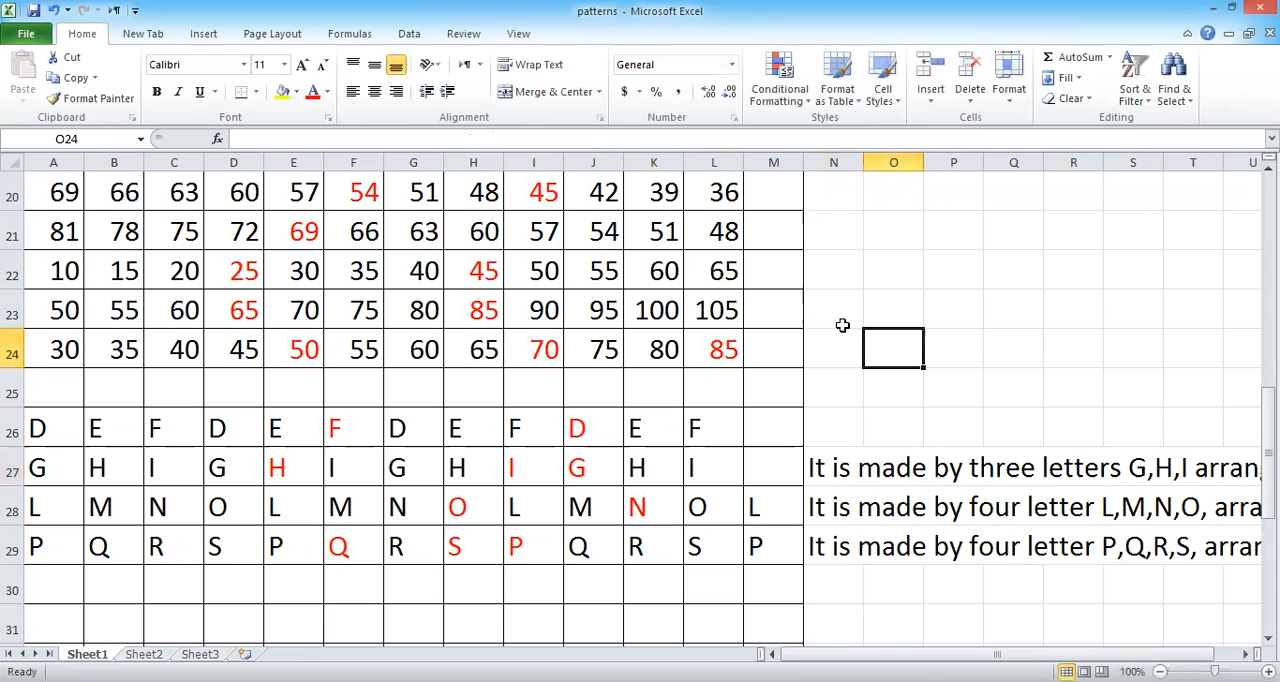 patterns - Microsoft Excel
File Home New Tab Insert Page Layout Formulas Data Review View
Paste Cut Copy Format Painter Clipboard
Calibri 11 B I U A A A Font
Wrap Text Merge & Center Alignment
General $ % , Number
Conditional Formatting Format as Table Cell Styles Styles
Insert Delete Format Cells
Σ AutoSum Fill Clear Sort & Filter Find & Select Editing
O24 fx
A B C D E F G H I J K L M N O P Q R S T U
20 69 66 63 60 57 54 51 48 45 42 39 36
21 81 78 75 72 69 66 63 60 57 54 51 48
22 10 15 20 25 30 35 40 45 50 55 60 65
23 50 55 60 65 70 75 80 85 90 95 100 105
24 30 35 40 45 50 55 60 65 70 75 80 85
25
26 D E F D E F D E F D E F
27 G H I G H I G H I G H I It is made by three letters G,H,I
28 L M N O L M N O L M N O L It is made by four letter L,M,N,O,
29 P Q R S P Q R S P Q R S P It is made by four letter P,Q,R,S,
30
31
Sheet1 Sheet2 Sheet3
Ready 100%